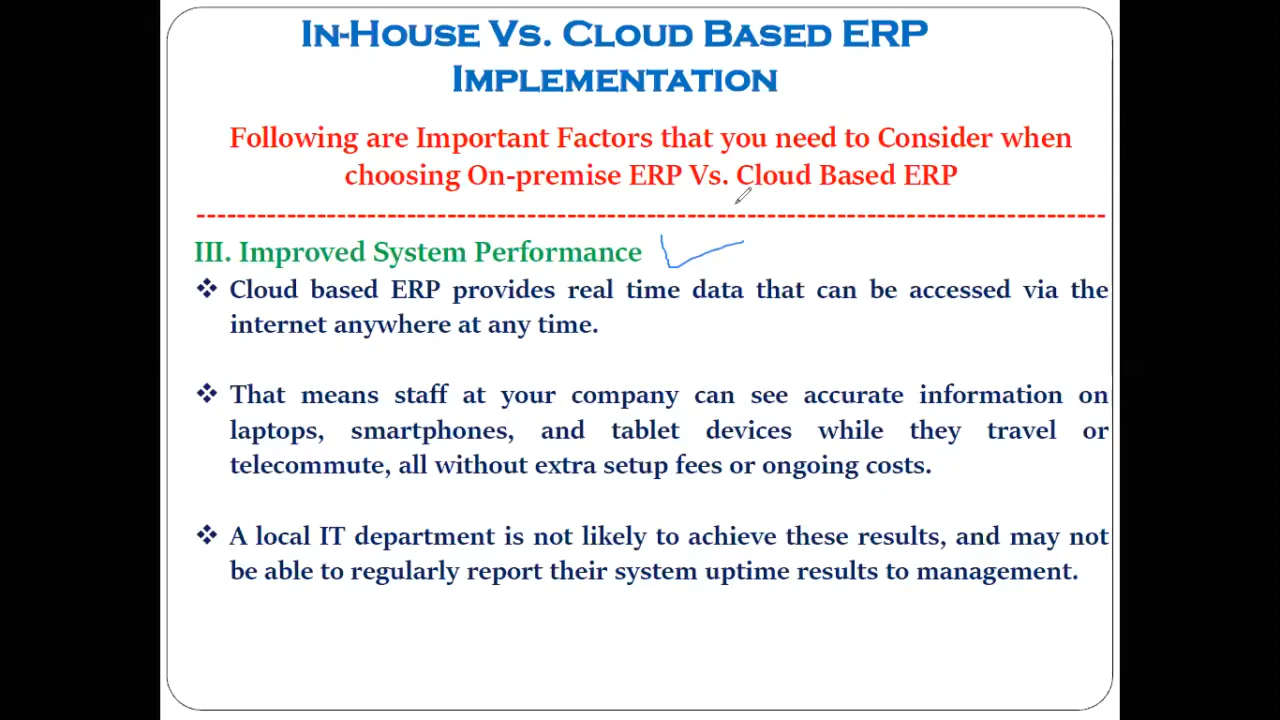 In-House Vs. Cloud Based ERP
Implementation
Following are Important Factors that you need to Consider when
choosing On-premise ERP Vs. Cloud Based ERP
III. Improved System Performance
❖ Cloud based ERP provides real time data that can be accessed via the
internet anywhere at any time.
❖ That means staff at your company can see accurate information on
laptops, smartphones, and tablet devices while they travel or
telecommute, all without extra setup fees or ongoing costs.
❖ A local IT department is not likely to achieve these results, and may not
be able to regularly report their system uptime results to management.